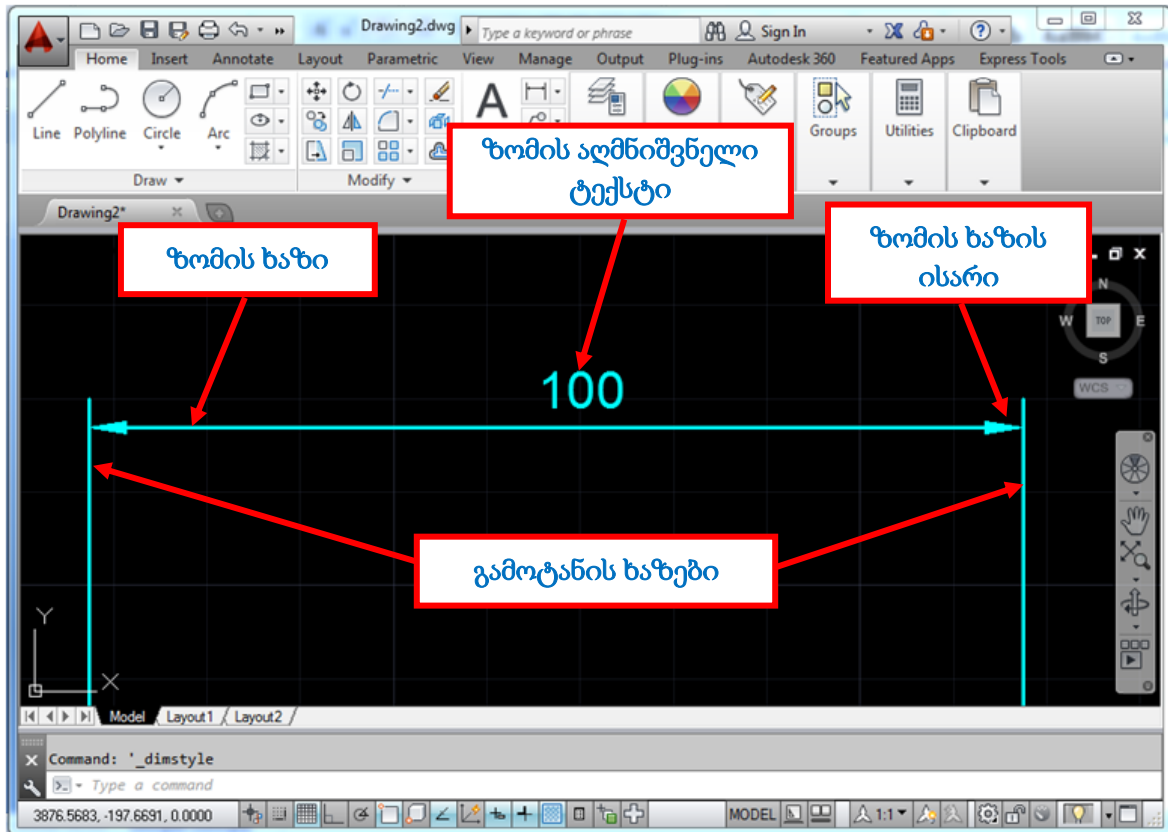 Drawing2.dwg
Type a keyword or phrase
Sign In
Home Insert Annotate Layout Parametric View Manage Output Plug-ins Autodesk 360 Featured Apps Express Tools
Line Polyline Circle Arc
Groups Utilities Clipboard
Draw Modify
Drawing2*
ზომის აღმნიშვნელი
ტექსტი
ზომის ხაზი
ზომის ხაზის
ისარი
N
W TOP E
S
WCS
100
გამოტანის ხაზები
Y
X
Model Layout1 Layout2
Command: '_dimstyle
Type a command
3876.5683, -197.6691, 0.0000 MODEL 1:1